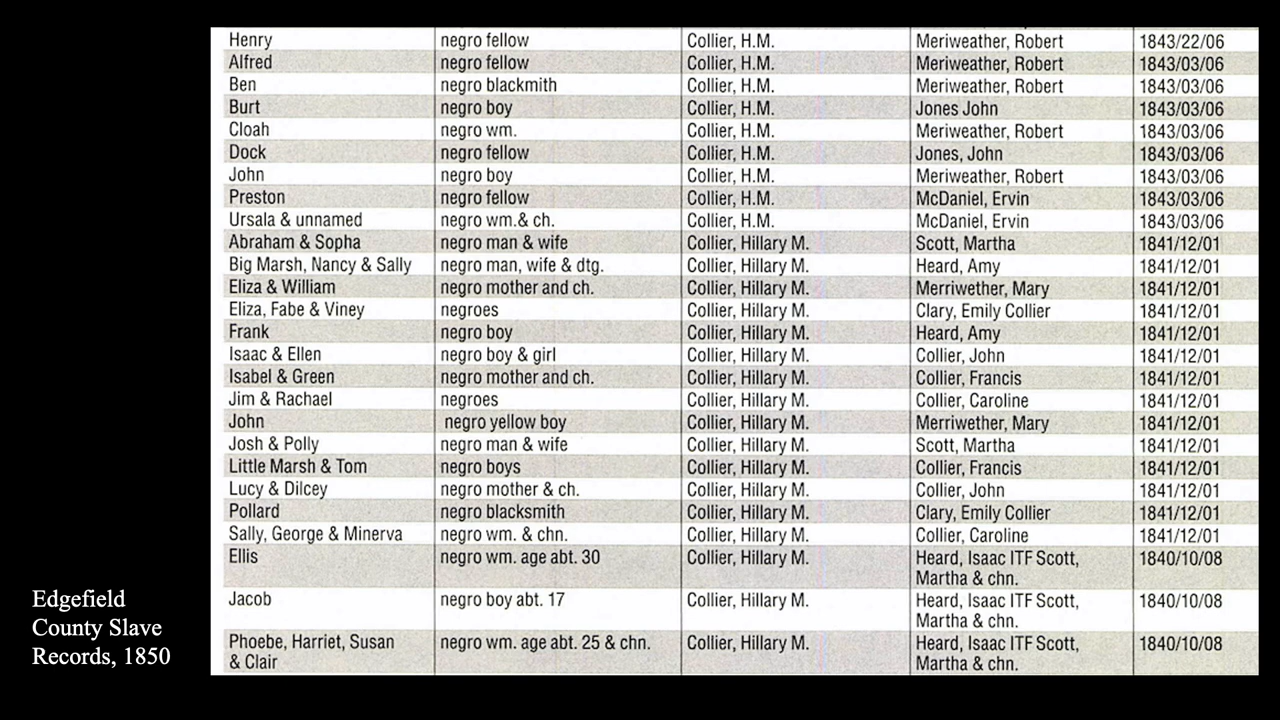 Henry negro fellow Collier, H.M. Meriweather, Robert 1843/22/06
Alfred negro fellow Collier, H.M. Meriweather, Robert 1843/03/06
Ben negro blackmith Collier, H.M. Meriweather, Robert 1843/03/06
Burt negro boy Collier, H.M. Jones John 1843/03/06
Cloah negro wm. Collier, H.M. Meriweather, Robert 1843/03/06
Dock negro fellow Collier, H.M. Jones, John 1843/03/06
John negro boy Collier, H.M. Meriweather, Robert 1843/03/06
Preston negro fellow Collier, H.M. McDaniel, Ervin 1843/03/06
Ursala & unnamed negro wm.& ch. Collier, H.M. McDaniel, Ervin 1843/03/06
Abraham & Sopha negro man & wife Collier, Hillary M. Scott, Martha 1841/12/01
Big Marsh, Nancy & Sally negro man, wife & dtg. Collier, Hillary M. Heard, Amy 1841/12/01
Eliza & William negro mother and ch. Collier, Hillary M. Merriwether, Mary 1841/12/01
Eliza, Fabe & Viney negroes Collier, Hillary M. Clary, Emily Collier 1841/12/01
Frank negro boy Collier, Hillary M. Heard, Amy 1841/12/01
Isaac & Ellen negro boy & girl Collier, Hillary M. Collier, John 1841/12/01
Isabel & Green negro mother and ch. Collier, Hillary M. Collier, Francis 1841/12/01
Jim & Rachael negroes Collier, Hillary M. Collier, Caroline 1841/12/01
John negro yellow boy Collier, Hillary M. Merriwether, Mary 1841/12/01
Josh & Polly negro man & wife Collier, Hillary M. Scott, Martha 1841/12/01
Little Marsh & Tom negro boys Collier, Hillary M. Collier, Francis 1841/12/01
Lucy & Dilcey negro mother & ch. Collier, Hillary M. Collier, John 1841/12/01
Pollard negro blacksmith Collier, Hillary M. Clary, Emily Collier 1841/12/01
Sally, George & Minerva negro wm. & chn. Collier, Hillary M. Collier, Caroline 1841/12/01
Ellis negro wm. age abt. 30 Collier, Hillary M. Heard, Isaac ITF Scott, 1840/10/08
Martha & chn.
Jacob negro boy abt. 17 Collier, Hillary M. Heard, Isaac ITF Scott, 1840/10/08
Martha & chn.
Phoebe, Harriet, Susan negro wm. age abt. 25 & chn. Collier, Hillary M. Heard, Isaac ITF Scott, 1840/10/08
& Clair Martha & chn.
Edgefield
County Slave
Records, 1850